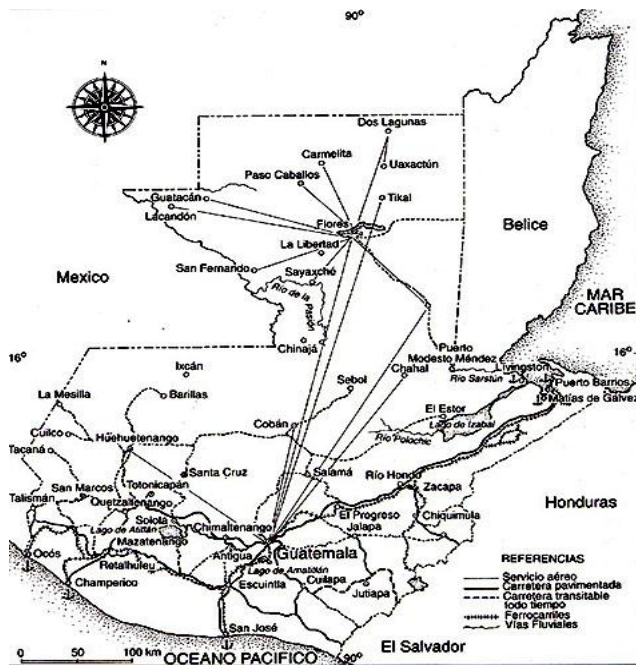 90º
N
Dos Lagunas
Carmelita
Uaxactún
Paso Caballos
Guatacán
Tikal
Lacandón
Flores
Belice
La Libertad
San Fernando
Sayaxché
Mexico
Río de la
Pasión
MAR
CARIBE
Chinajá
Puerto
Modesto Méndez
16º
Ixcán
Chahal
Livingston
16º
Río Sarstún
Puerto Barrios
La Mesilla
Barillas
Sebol
Matías de Gálvez
El Estor
Lago de Izabal
Cobán
Cuilco
Huehuetenango
Río Polochic
Tacaná
Santa Cruz
Salamá
San Marcos
Totonicapán
Río Hondo
Zacapa
Talismán
Quetzaltenango
Honduras
Lago de Atitlán
Sololá
Chimaltenango
El Progreso
Jalapa
Chiquimula
Mazatenango
Antigua
Guatemala
Ocós
Retalhuleu
Lago de Amatitlán
REFERENCIAS
Servicio aéreo
Carretera pavimentada
Carretera transitable
todo tiempo
Ferrocarriles
Vías Fluviales
Champerico
Escuintla
Cuilapa
Jutiapa
San José
El Salvador
0
50
100 km
OCEANO PACIFICO
90º